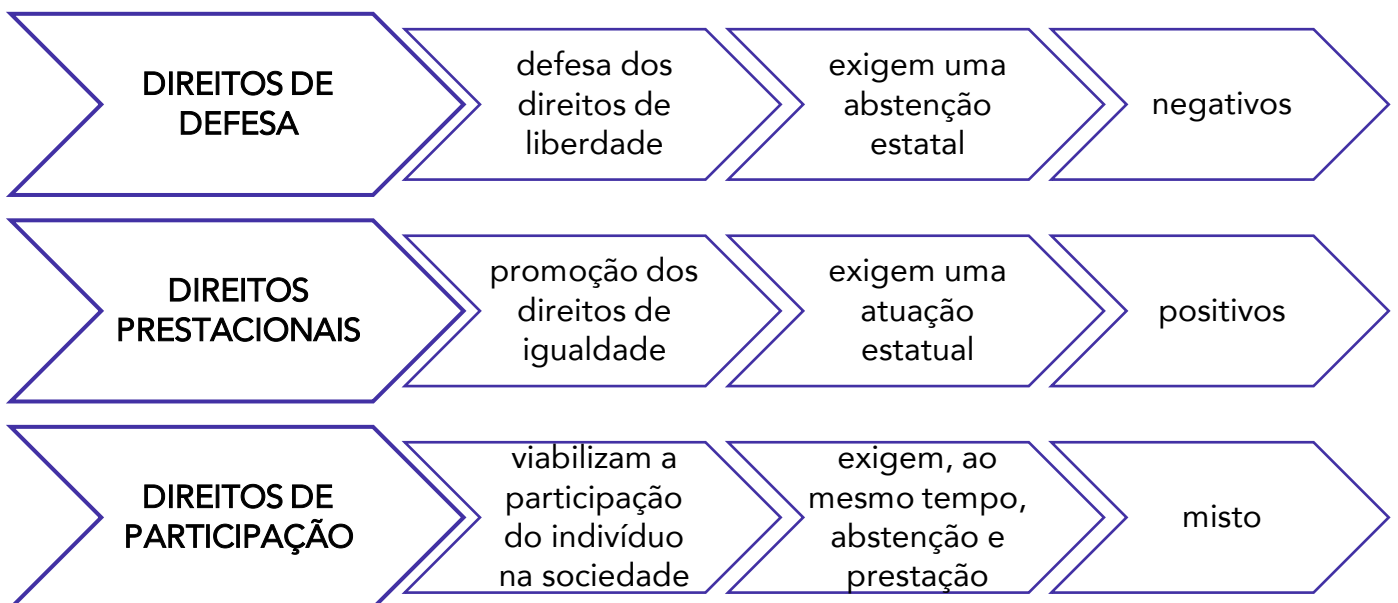 DIREITOS DE
DEFESA
defesa dos
direitos de
liberdade
exigem uma
abstenção
estatal
negativos
DIREITOS
PRESTACIONAIS
promoção dos
direitos de
igualdade
exigem uma
atuação
estatual
positivos
DIREITOS DE
PARTICIPAÇÃO
viabilizam a
participação
do indivíduo
na sociedade
exigem, ao
mesmo tempo,
abstenção e
prestação
misto